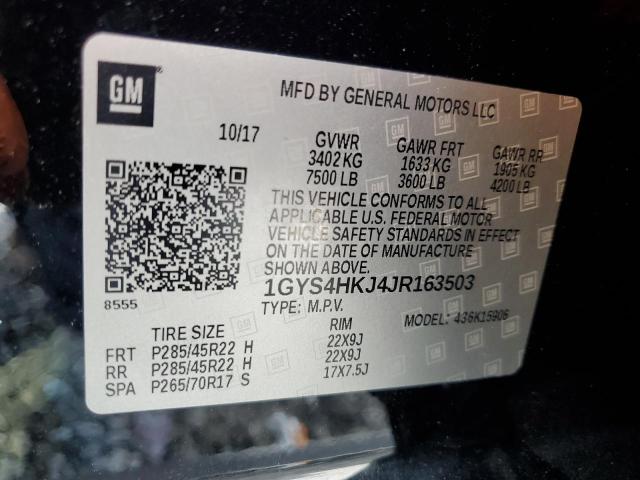 GM
MFD BY GENERAL MOTORS LLC
10/17 GVWR GAWR FRT GAWR RR
3402 KG 1633 KG 1905 KG
7500 LB 3600 LB 4200 LB
THIS VEHICLE CONFORMS TO ALL
APPLICABLE U.S. FEDERAL MOTOR
VEHICLE SAFETY STANDARDS IN EFFECT
ON THE DATE OF MANUFACTURE
SHOWN ABOVE.
1GYS4HKJ4JR163503
8555
TYPE: M.P.V. MODEL: 436K15906
TIRE SIZE RIM
FRT P285/45R22 H 22X9J
RR P285/45R22 H 22X9J
SPA P265/70R17 S 17X7.5J